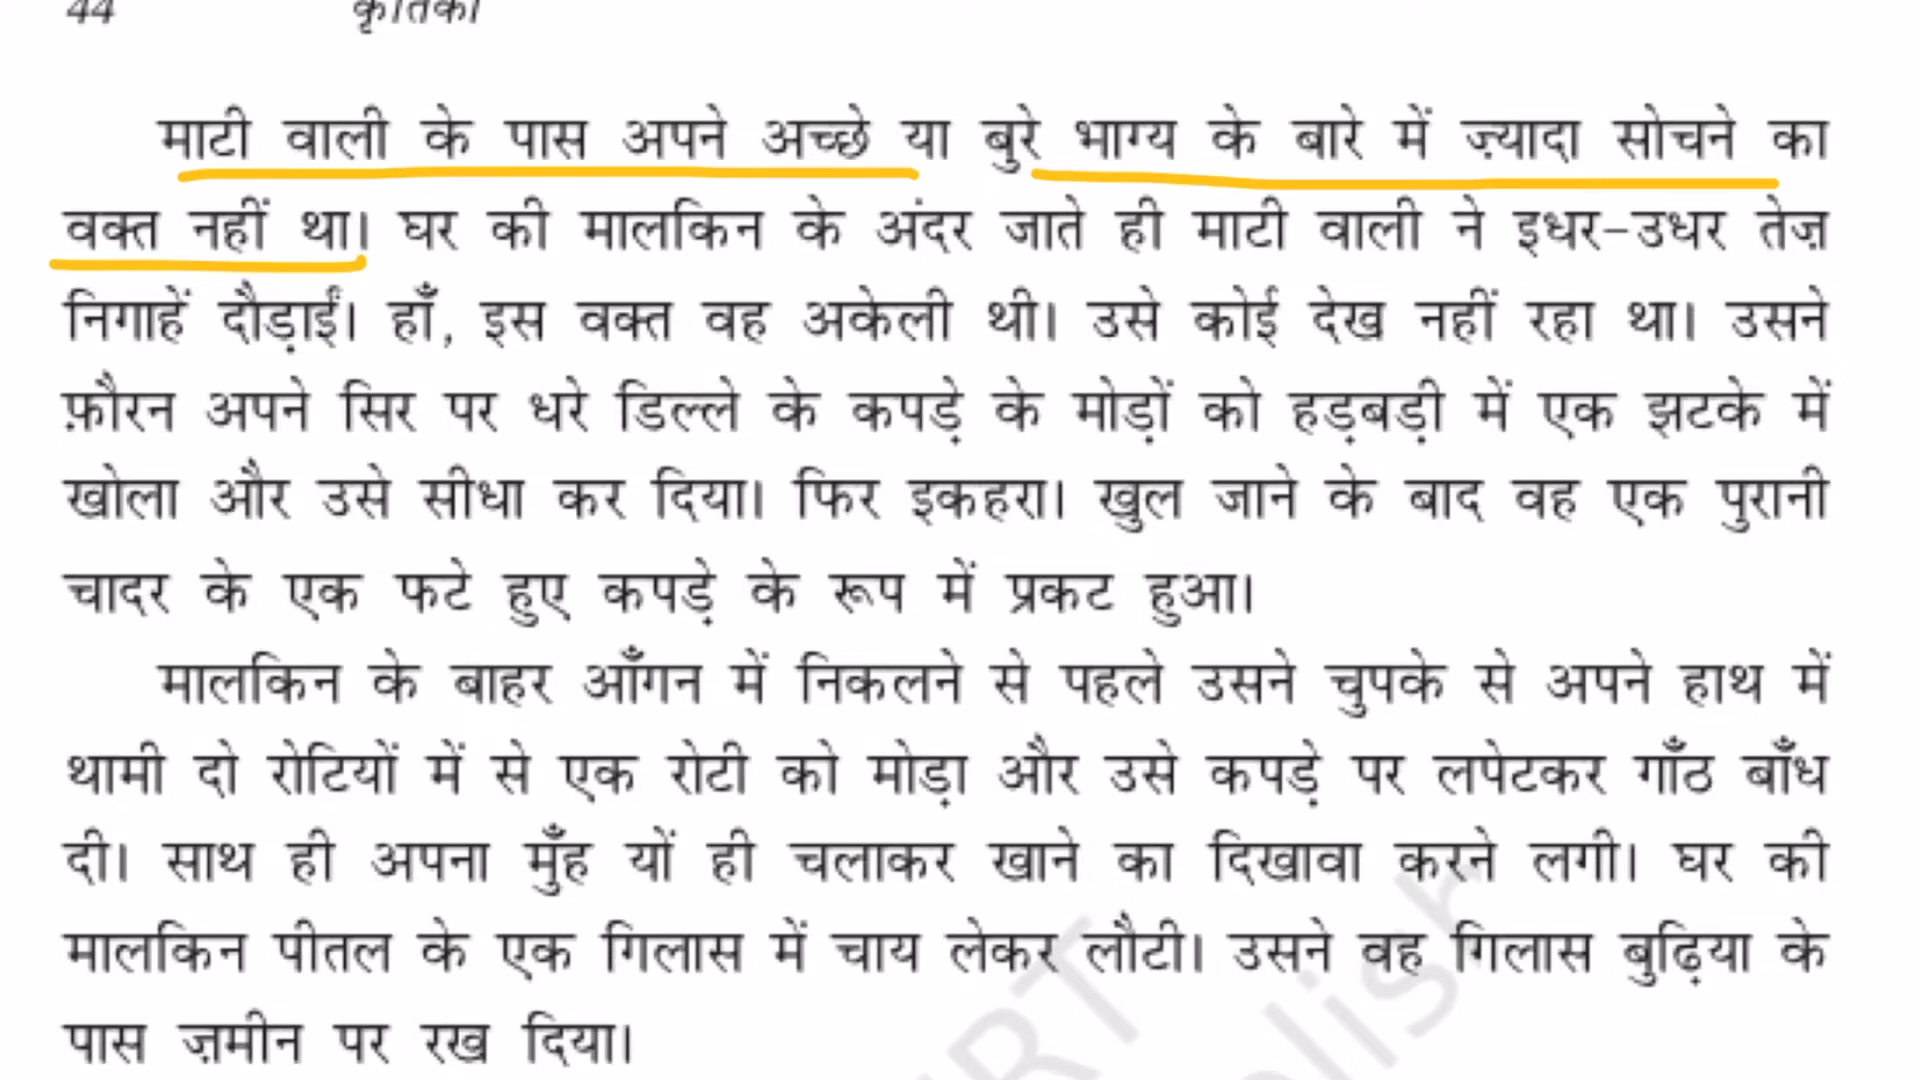 44 कृतिका
माटी वाली के पास अपने अच्छे या बुरे भाग्य के बारे में ज़्यादा सोचने का
वक्त नहीं था। घर की मालकिन के अंदर जाते ही माटी वाली ने इधर-उधर तेज़
निगाहें दौड़ाईं। हाँ, इस वक्त वह अकेली थी। उसे कोई देख नहीं रहा था। उसने
फ़ौरन अपने सिर पर धरे डिल्ले के कपड़े के मोड़ों को हड़बड़ी में एक झटके में
खोला और उसे सीधा कर दिया। फिर इकहरा। खुल जाने के बाद वह एक पुरानी
चादर के एक फटे हुए कपड़े के रूप में प्रकट हुआ।
मालकिन के बाहर आँगन में निकलने से पहले उसने चुपके से अपने हाथ में
थामी दो रोटियों में से एक रोटी को मोड़ा और उसे कपड़े पर लपेटकर गाँठ बाँध
दी। साथ ही अपना मुँह यों ही चलाकर खाने का दिखावा करने लगी। घर की
मालकिन पीतल के एक गिलास में चाय लेकर लौटी। उसने वह गिलास बुढ़िया के
पास ज़मीन पर रख दिया।